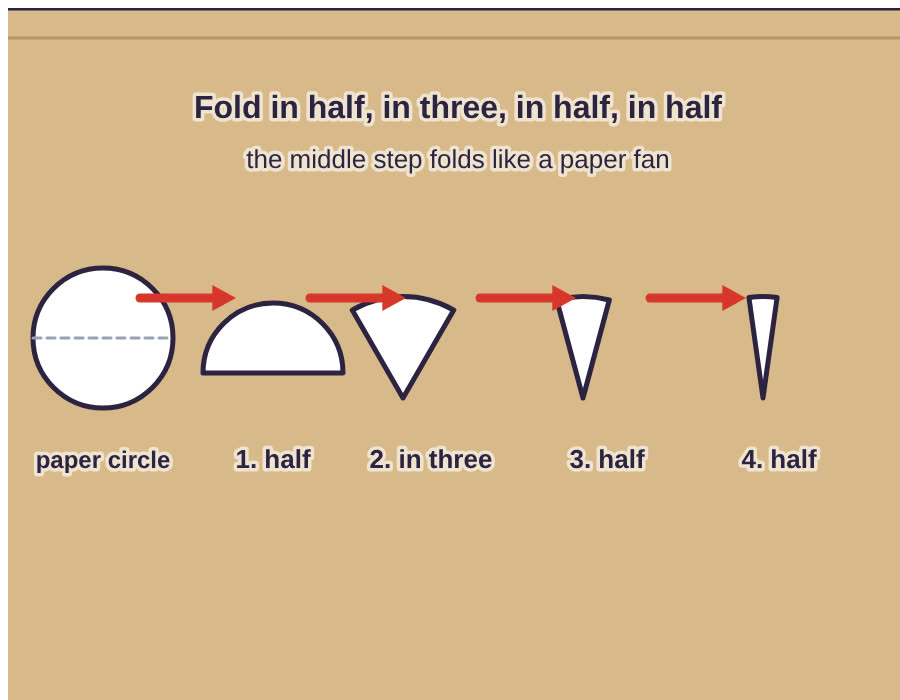 Fold in half, in three, in half, in half
the middle step folds like a paper fan
paper circle
1. half
2. in three
3. half
4. half